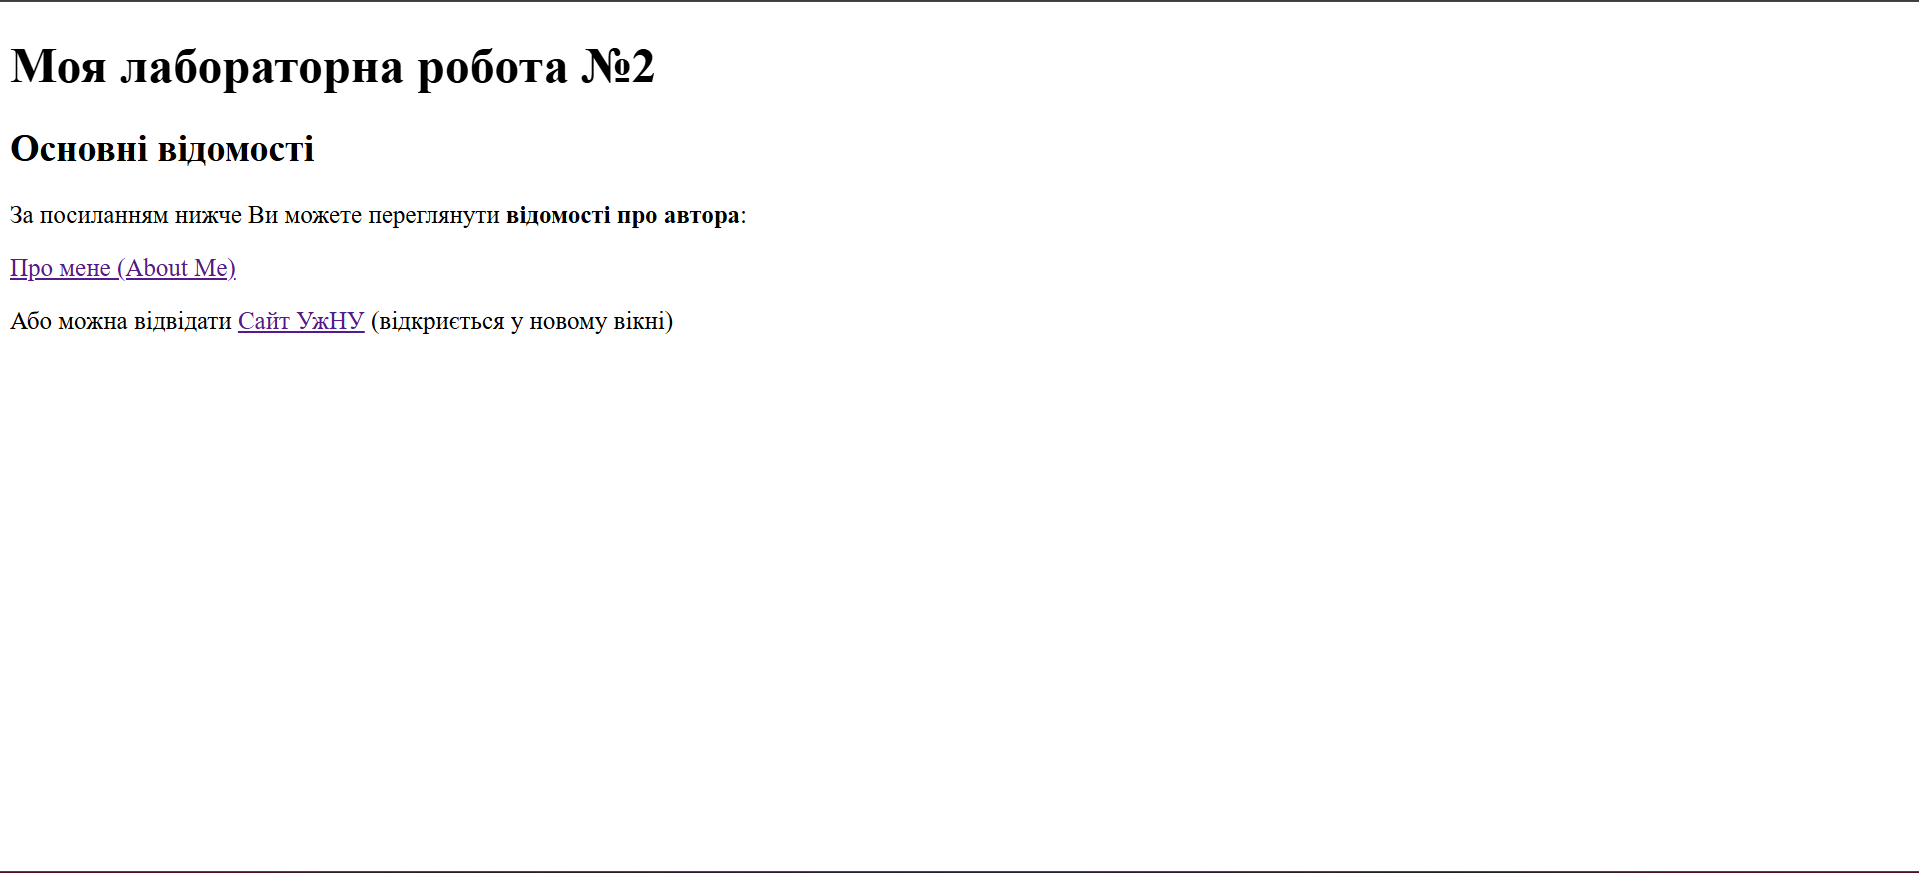 Моя лабораторна робота №2
Основні відомості
За посиланням нижче Ви можете переглянути відомості про автора:
Про мене (About Me)
Або можна відвідати Сайт УжНУ (відкриється у новому вікні)